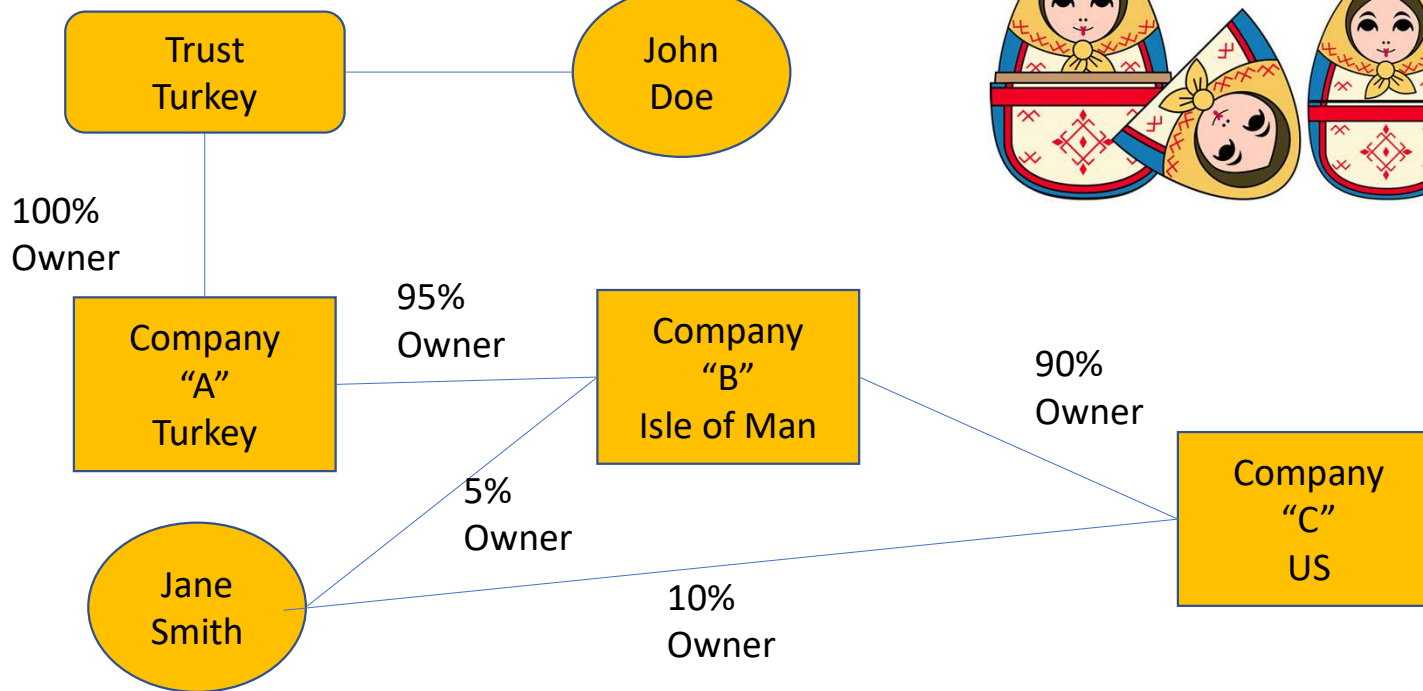 Trust
Turkey
John
Doe
100%
Owner
Company
“A”
Turkey
95%
Owner
Company
“B”
Isle of Man
90%
Owner
Company
“C”
US
5%
Owner
Jane
Smith
10%
Owner